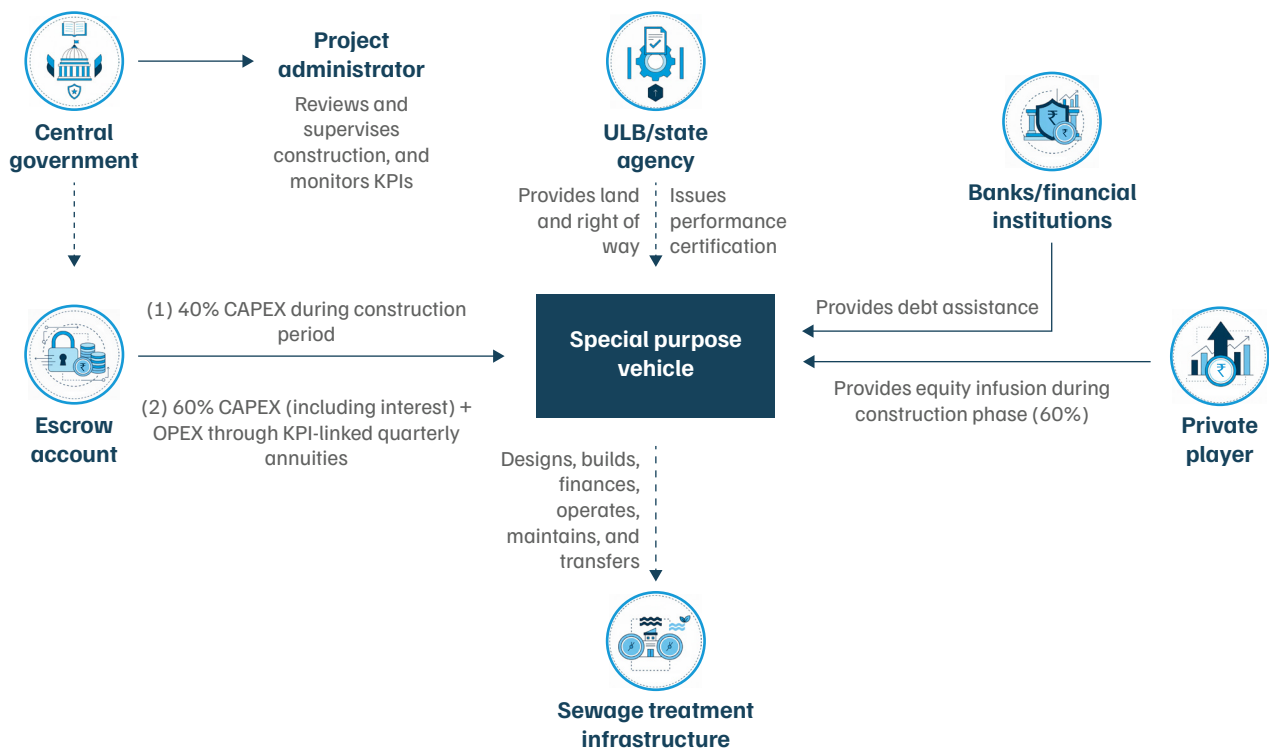 Central
government
Project
administrator
Reviews and
supervises
construction, and
monitors KPIs
ULB/state
agency
Provides land
and right of
way
Issues
performance
certification
Banks/financial
institutions
Provides debt assistance
Escrow
account
(1) 40% CAPEX during construction
period
(2) 60% CAPEX (including interest) +
OPEX through KPI-linked quarterly
annuities
Special purpose
vehicle
Provides equity infusion during
construction phase (60%)
Private
player
Designs, builds,
finances,
operates,
maintains, and
transfers
Sewage treatment
infrastructure